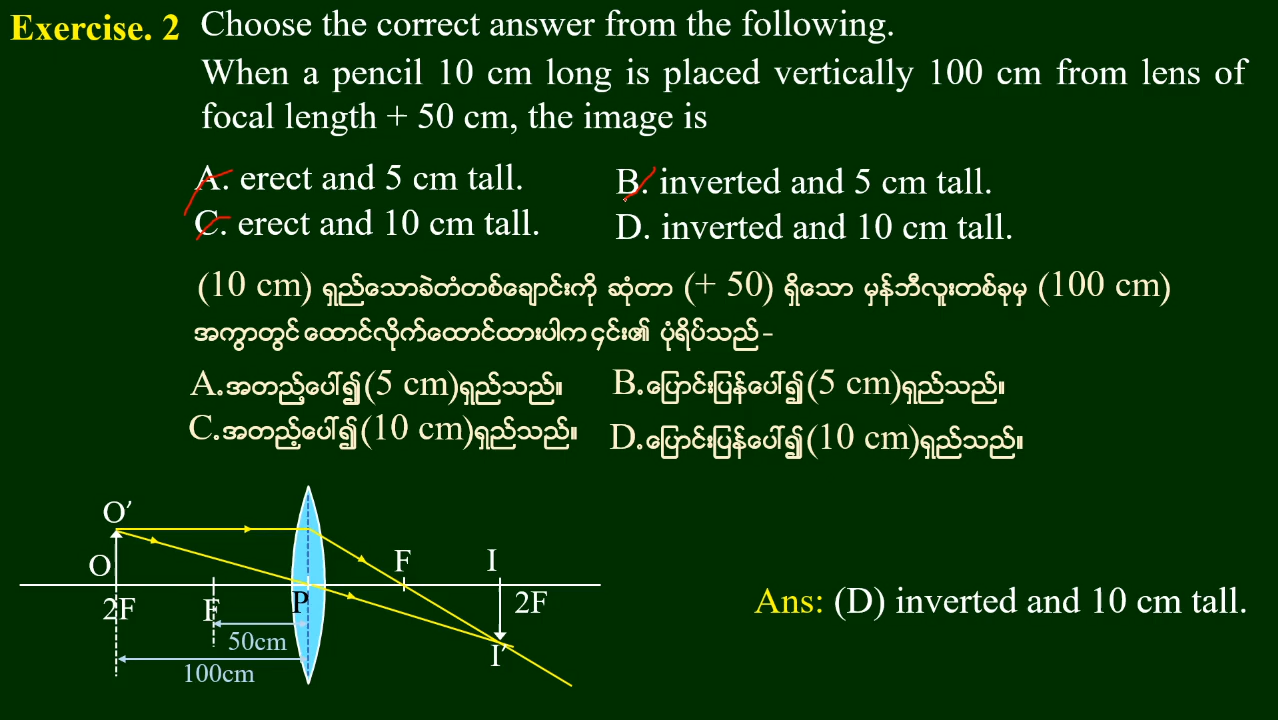 Exercise. 2 Choose the correct answer from the following.
When a pencil 10 cm long is placed vertically 100 cm from lens of
focal length + 50 cm, the image is
A. erect and 5 cm tall. B. inverted and 5 cm tall.
C. erect and 10 cm tall. D. inverted and 10 cm tall.
(10 cm) ရှည်သောခဲတံတစ်ချောင်းကို ဆုံတာ (+ 50) ရှိသော မှန်ဘီလူးတစ်ခုမှ (100 cm)
အကွာတွင် ထောင်လိုက်ထောင်ထားပါက ၎င်း၏ ပုံရိပ်သည် -
A. အတည့်ပေါ်၍ (5 cm) ရှည်သည်။ B. ပြောင်းပြန်ပေါ်၍ (5 cm) ရှည်သည်။
C. အတည့်ပေါ်၍ (10 cm) ရှည်သည်။ D. ပြောင်းပြန်ပေါ်၍ (10 cm) ရှည်သည်။
O′
O F I
2F F P 2F
50cm
I′
100cm
Ans: (D) inverted and 10 cm tall.